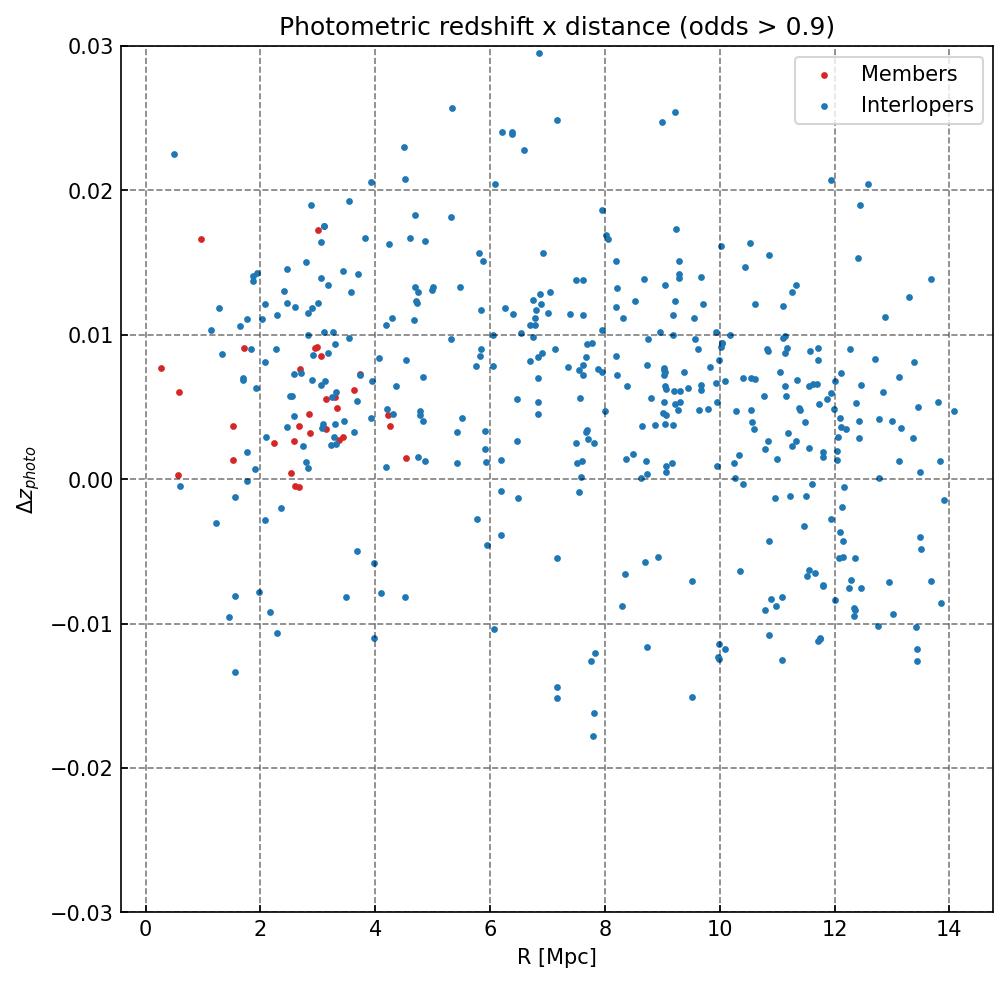 Photometric redshift x distance (odds > 0.9)
Members
Interlopers
0.03
0.02
0.01
0.00
−0.01
−0.02
−0.03
Δz_photo
0 2 4 6 8 10 12 14
R [Mpc]